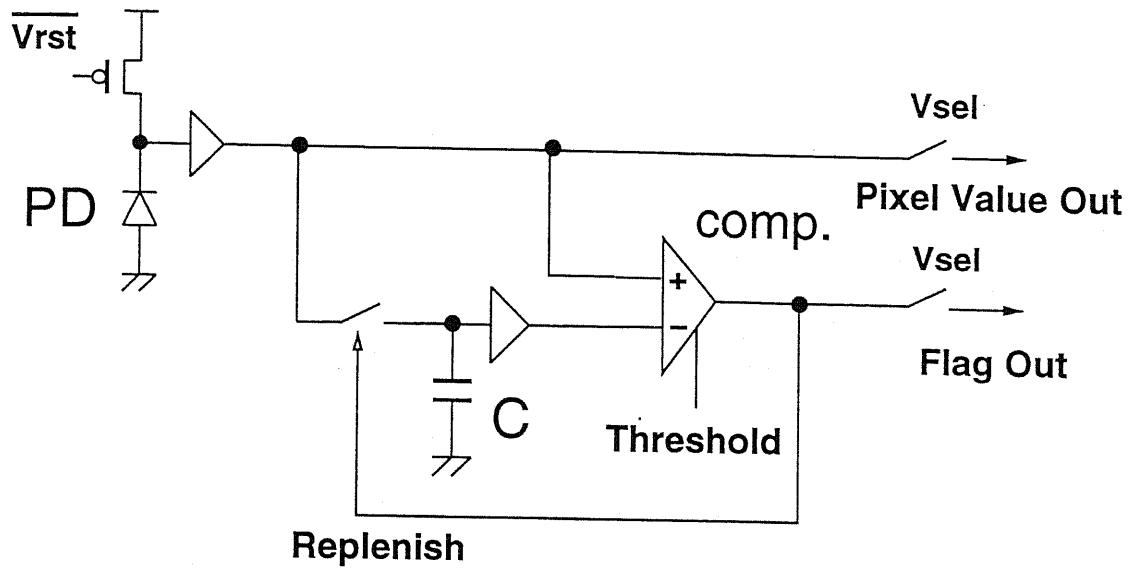 Vrst
Vsel
PD
Pixel Value Out
comp.
Vsel
+
−
Flag Out
C
Threshold
Replenish